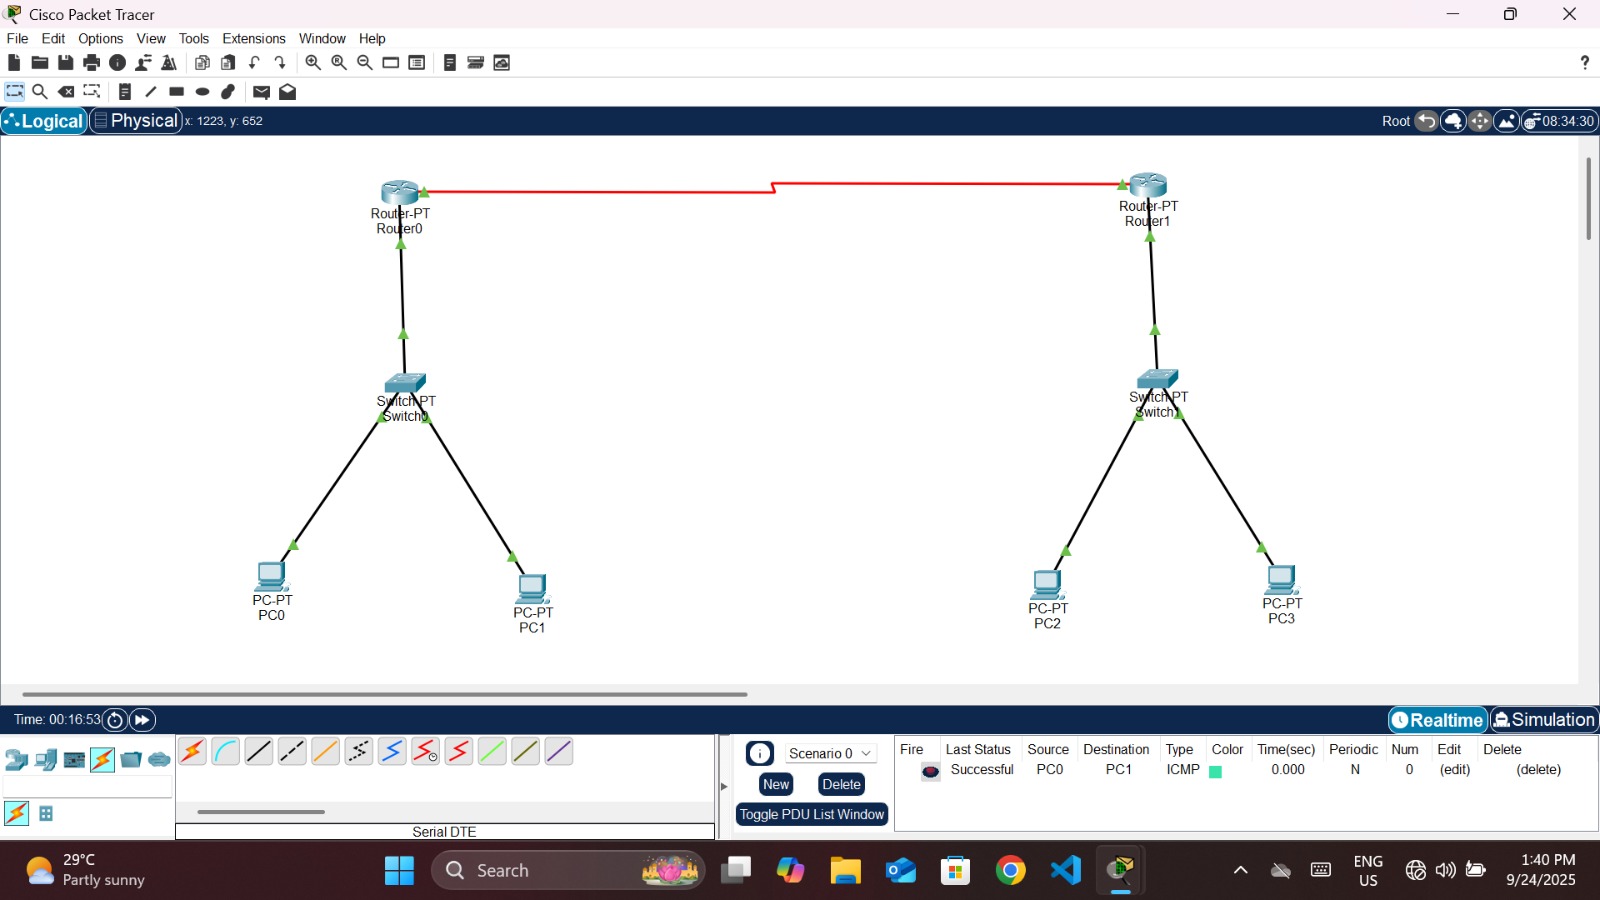 Cisco Packet Tracer
File Edit Options View Tools Extensions Window Help
?
Logical Physical x: 1223, y: 652 Root 08:34:30
Router-PT
Router0
Router-PT
Router1
Switch-PT
Switch0
Switch-PT
Switch1
PC-PT
PC0
PC-PT
PC1
PC-PT
PC2
PC-PT
PC3
Time: 00:16:53 Realtime Simulation
Scenario 0
New Delete
Toggle PDU List Window
Fire Last Status Source Destination Type Color Time(sec) Periodic Num Edit Delete
Successful PC0 PC1 ICMP 0.000 N 0 (edit) (delete)
Serial DTE
29°C
Partly sunny
Search
ENG
US
1:40 PM
9/24/2025